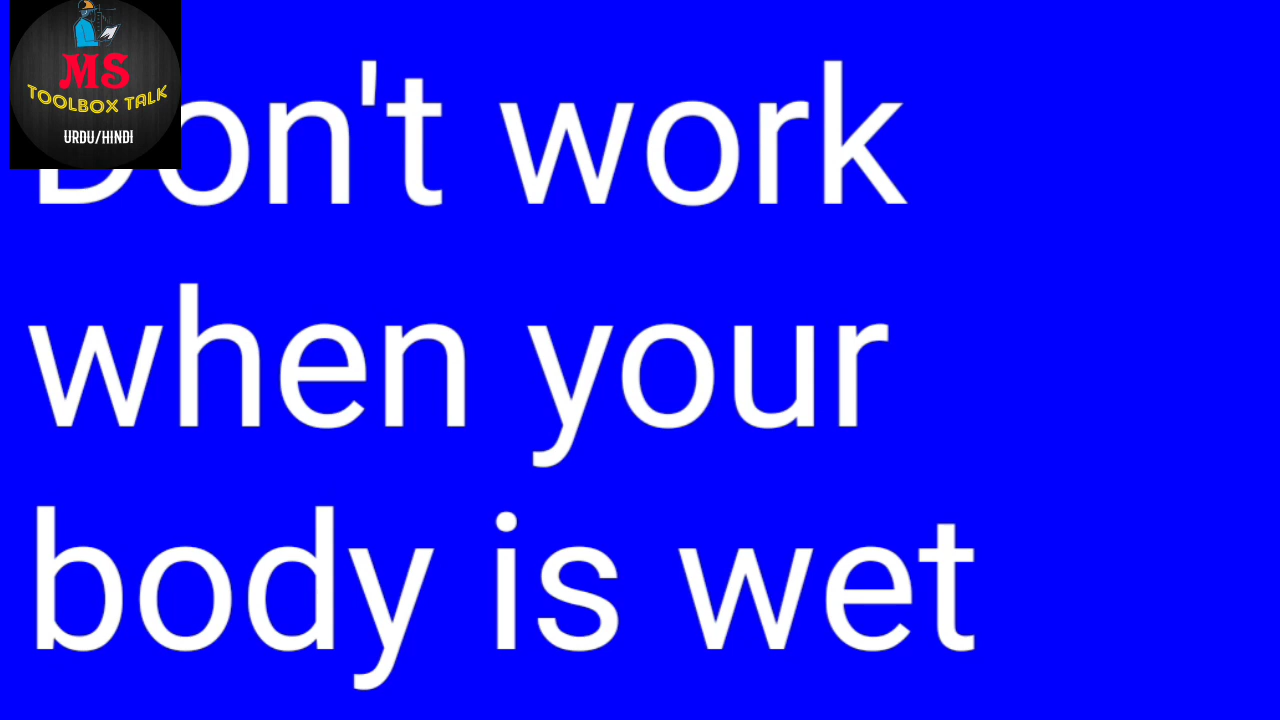 MS
TOOLBOX TALK
URDU/HINDI
Don't work
when your
body is wet